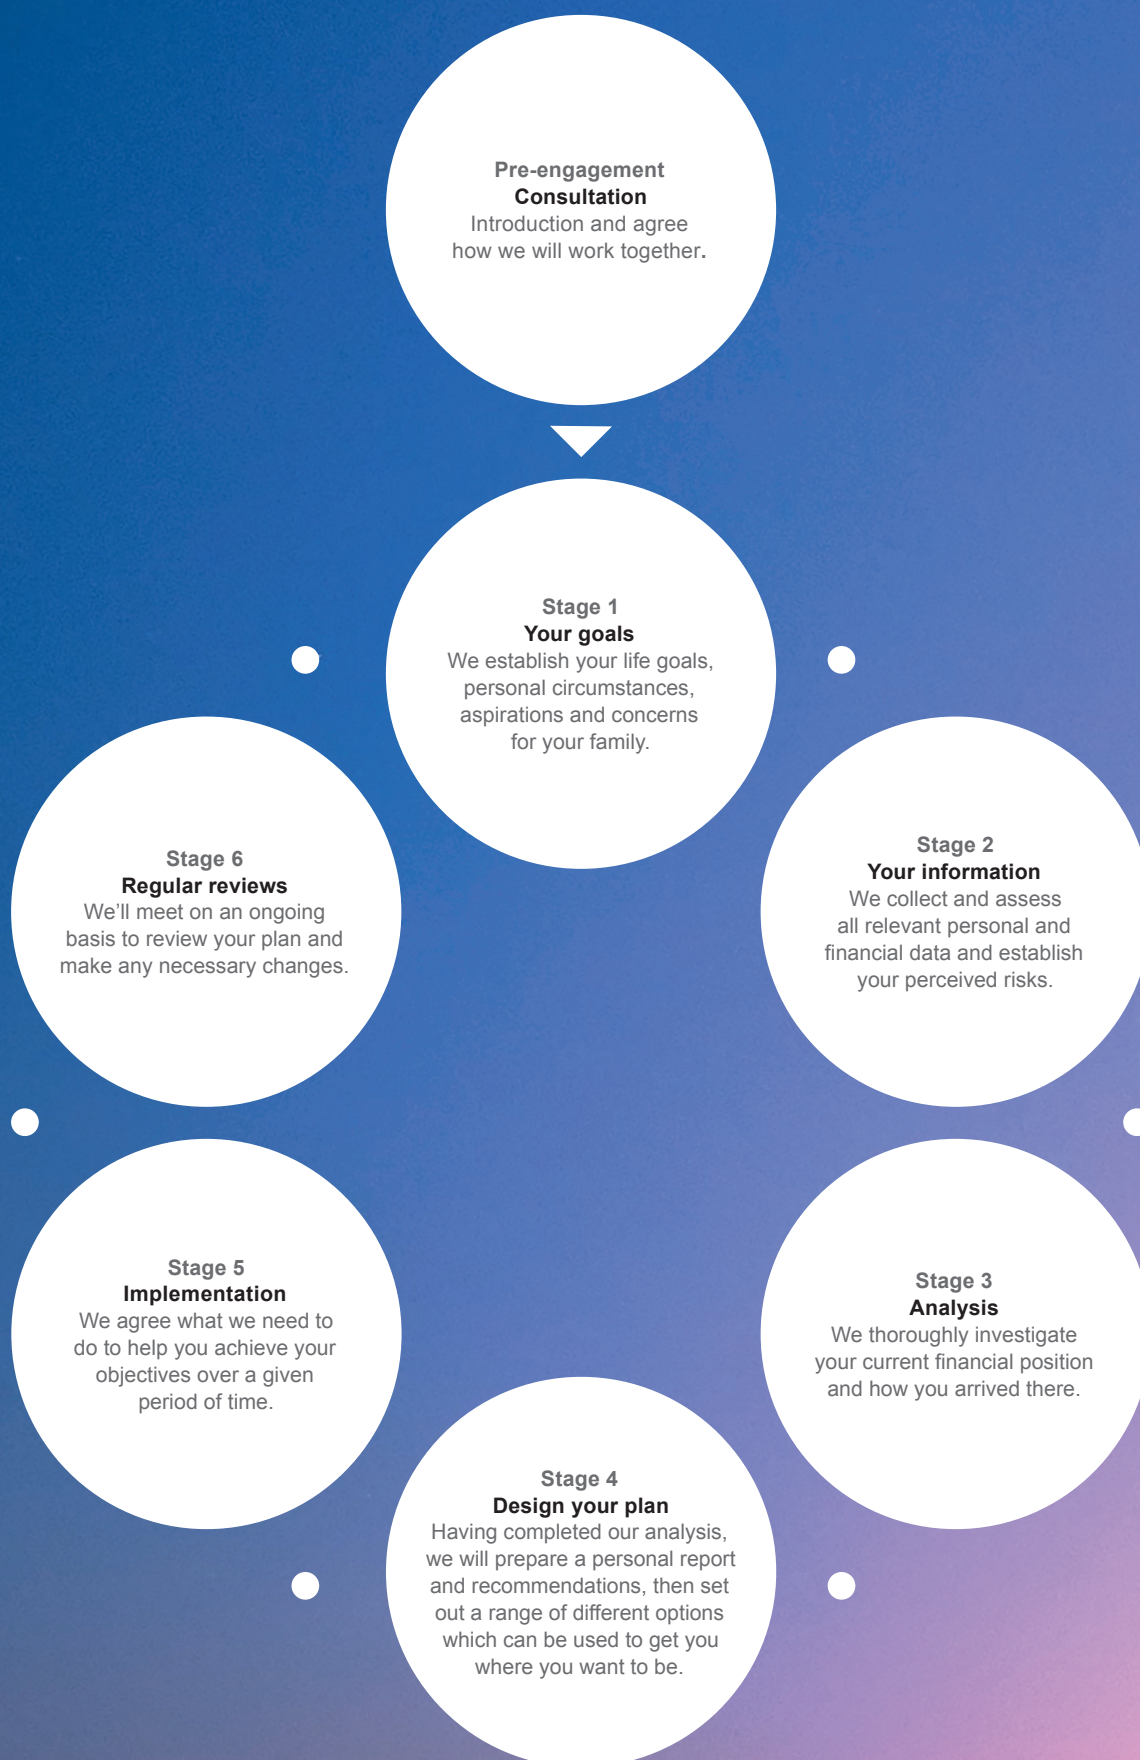 Pre-engagement
Consultation
Introduction and agree
how we will work together.
Stage 1
Your goals
We establish your life goals,
personal circumstances,
aspirations and concerns
for your family.
Stage 2
Your information
We collect and assess
all relevant personal and
financial data and establish
your perceived risks.
Stage 3
Analysis
We thoroughly investigate
your current financial position
and how you arrived there.
Stage 4
Design your plan
Having completed our analysis,
we will prepare a personal report
and recommendations, then set
out a range of different options
which can be used to get you
where you want to be.
Stage 5
Implementation
We agree what we need to
do to help you achieve your
objectives over a given
period of time.
Stage 6
Regular reviews
We’ll meet on an ongoing
basis to review your plan and
make any necessary changes.